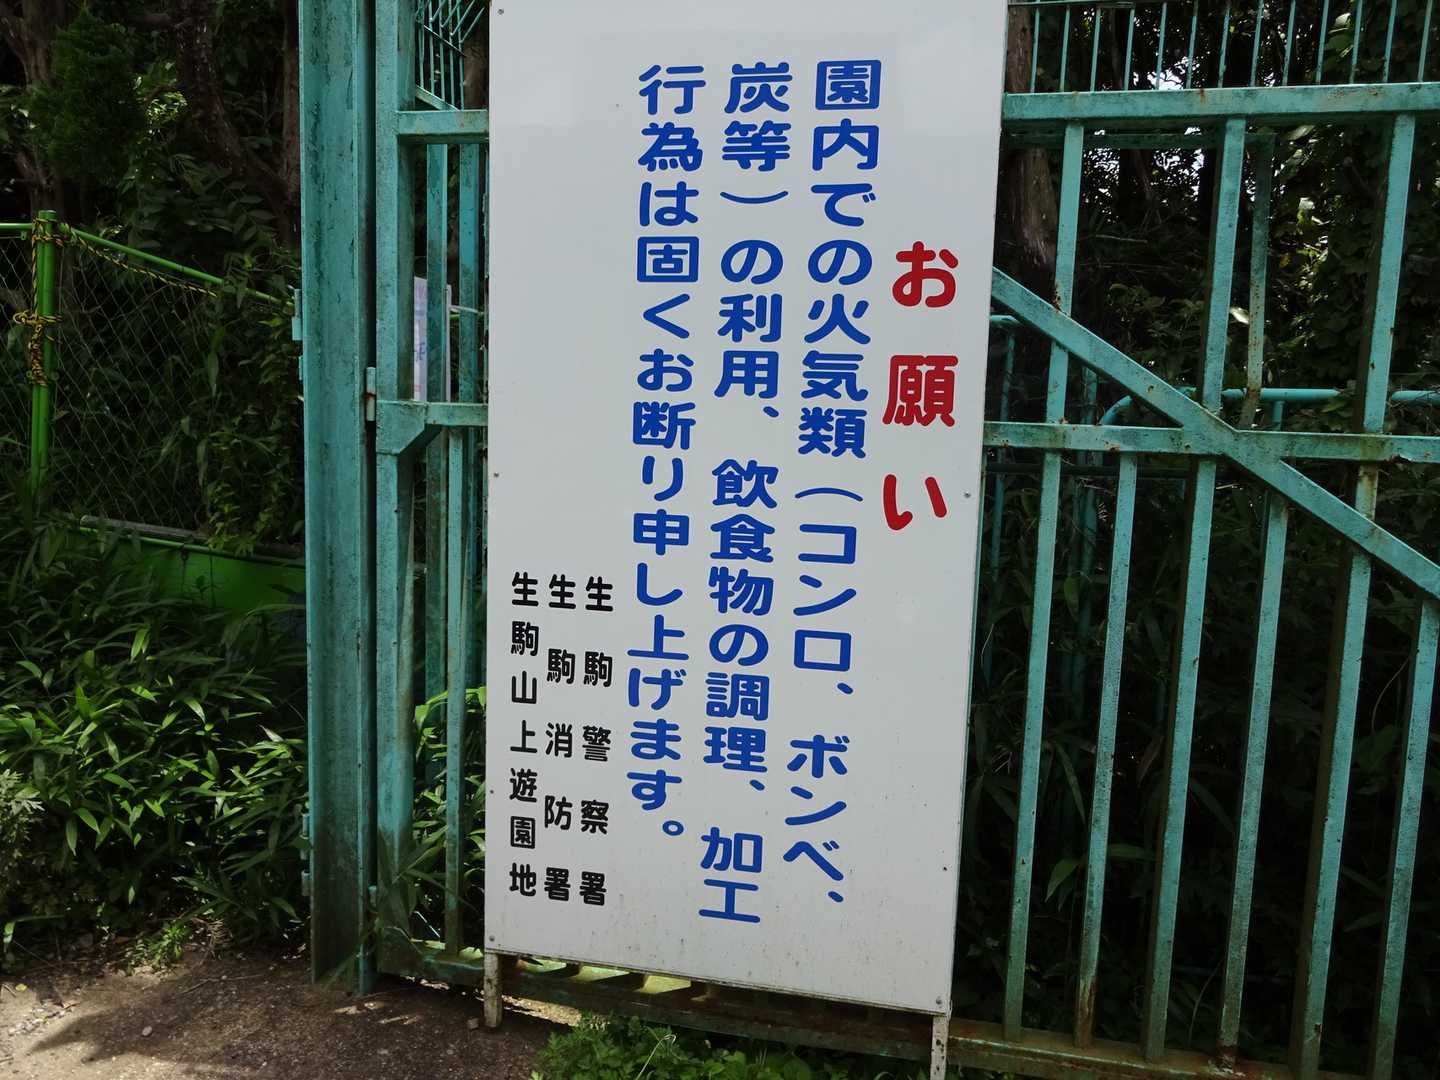 お願い
園内での火気類（コンロ、ボンベ、
炭等）の利用、飲食物の調理、加工
行為は固くお断り申し上げます。
生駒警察署
生駒消防署
生駒山上遊園地